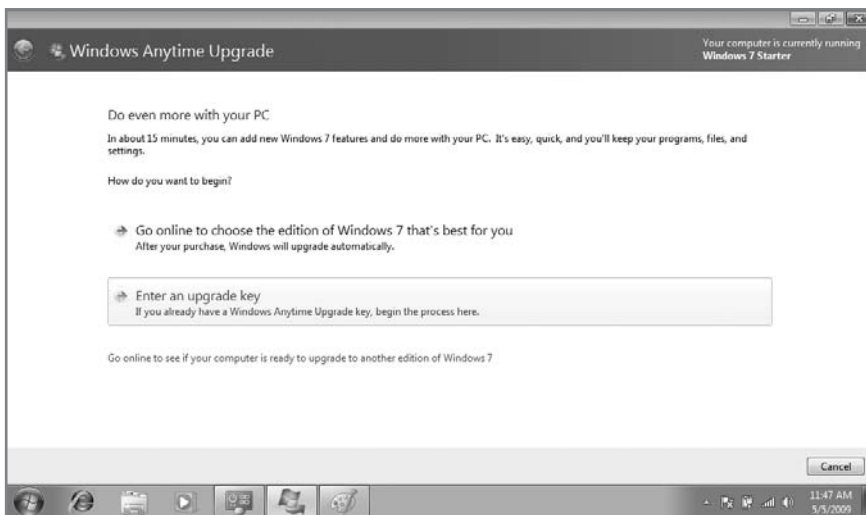 Windows Anytime Upgrade
Your computer is currently running
Windows 7 Starter
Do even more with your PC
In about 15 minutes, you can add new Windows 7 features and do more with your PC. It's easy, quick, and you'll keep your programs, files, and
settings.
How do you want to begin?
Go online to choose the edition of Windows 7 that's best for you
After your purchase, Windows will upgrade automatically.
Enter an upgrade key
If you already have a Windows Anytime Upgrade key, begin the process here.
Go online to see if your computer is ready to upgrade to another edition of Windows 7
Cancel
11:47 AM
5/5/2009